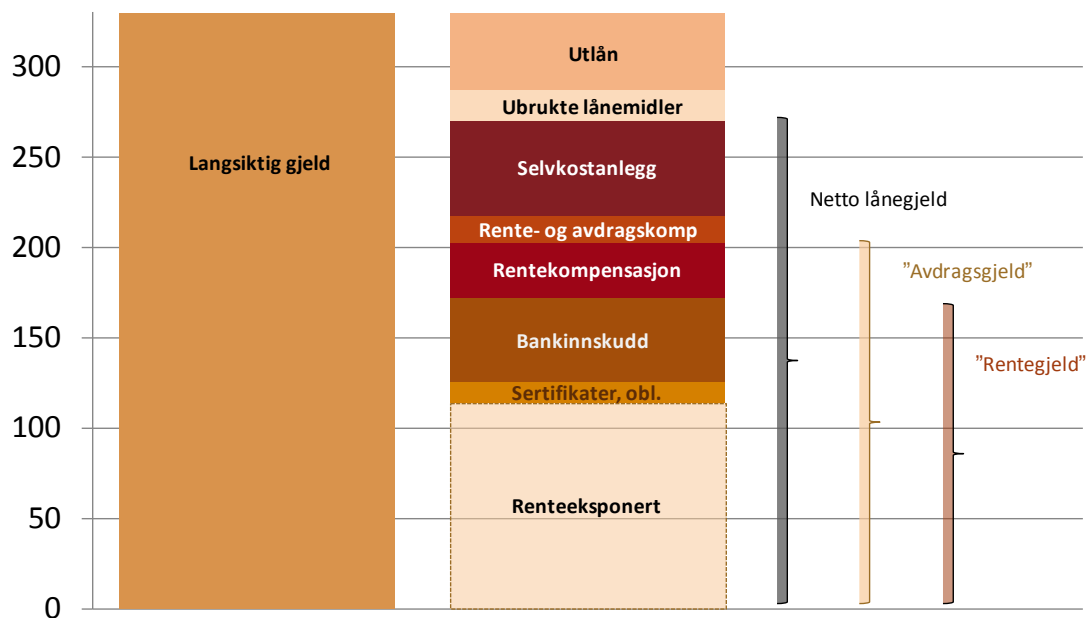 300
250
200
150
100
50
0
Langsiktig gjeld
Utlån
Ubrukte lånemidler
Selvkostanlegg
Rente- og avdragskomp
Rentekompensasjon
Bankinnskudd
Sertifikater, obl.
Renteeksponert
Netto lånegjeld
”Avdragsgjeld”
”Rentegjeld”